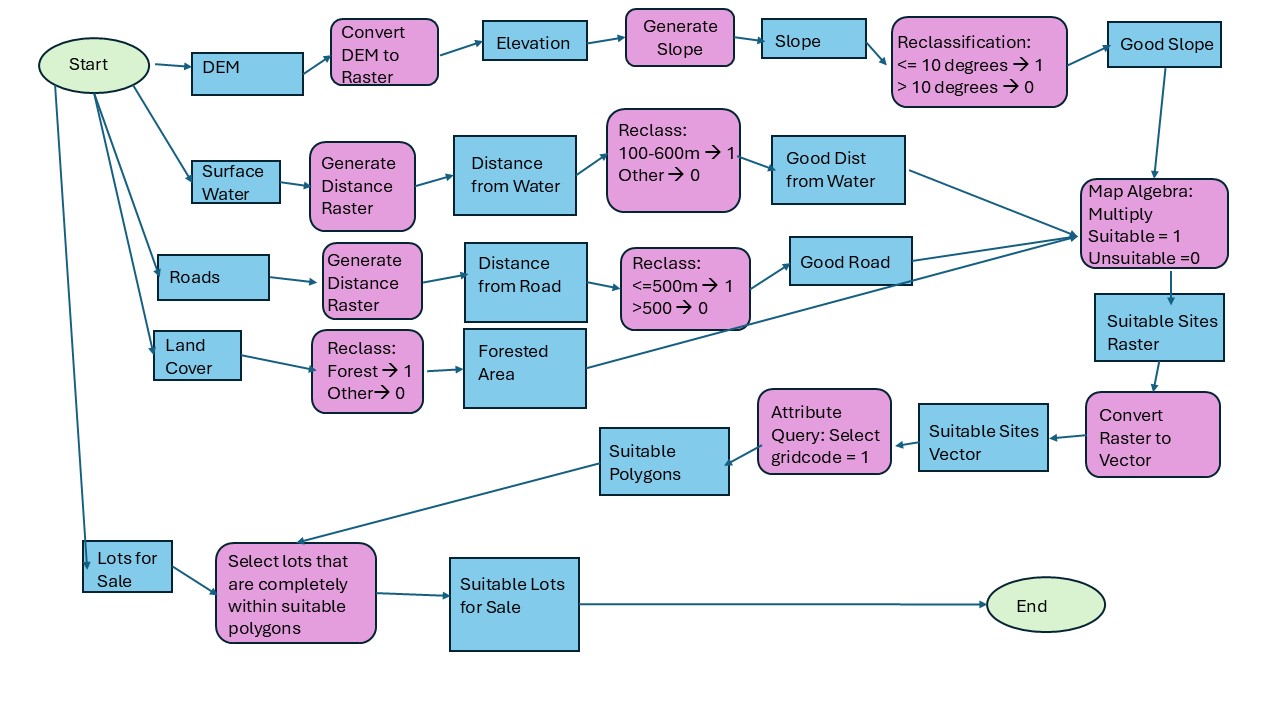 Start
DEM
Convert
DEM to
Raster
Elevation
Generate
Slope
Slope
Reclassification:
<= 10 degrees → 1
> 10 degrees → 0
Good Slope
Surface
Water
Generate
Distance
Raster
Distance
from Water
Reclass:
100-600m → 1
Other → 0
Good Dist
from Water
Map Algebra:
Multiply
Suitable = 1
Unsuitable =0
Roads
Generate
Distance
Raster
Distance
from Road
Reclass:
<=500m → 1
>500 → 0
Good Road
Suitable Sites
Raster
Land
Cover
Reclass:
Forest → 1
Other→ 0
Forested
Area
Convert
Raster to
Vector
Suitable Sites
Vector
Attribute
Query: Select
gridcode = 1
Suitable
Polygons
Lots for
Sale
Select lots that
are completely
within suitable
polygons
Suitable Lots
for Sale
End